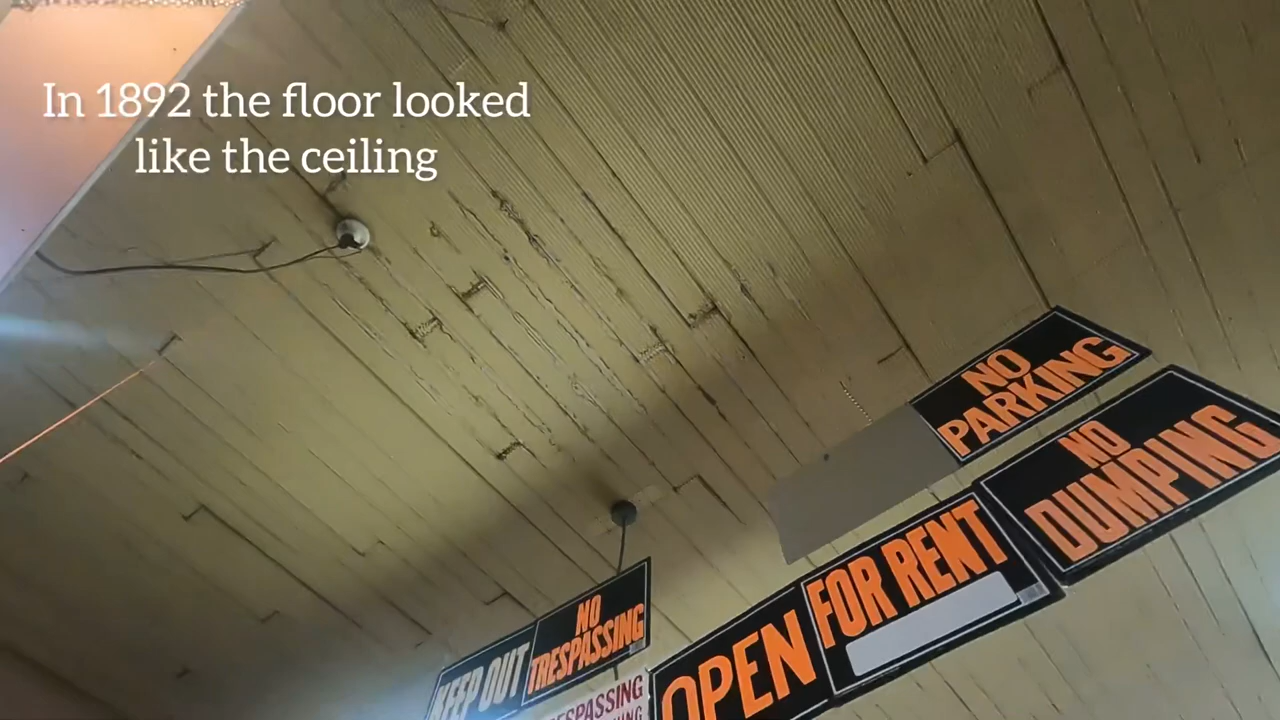 In 1892 the floor looked
like the ceiling
NO
PARKING
NO
DUMPING
FOR RENT
OPEN
NO
TRESPASSING
KEEP OUT